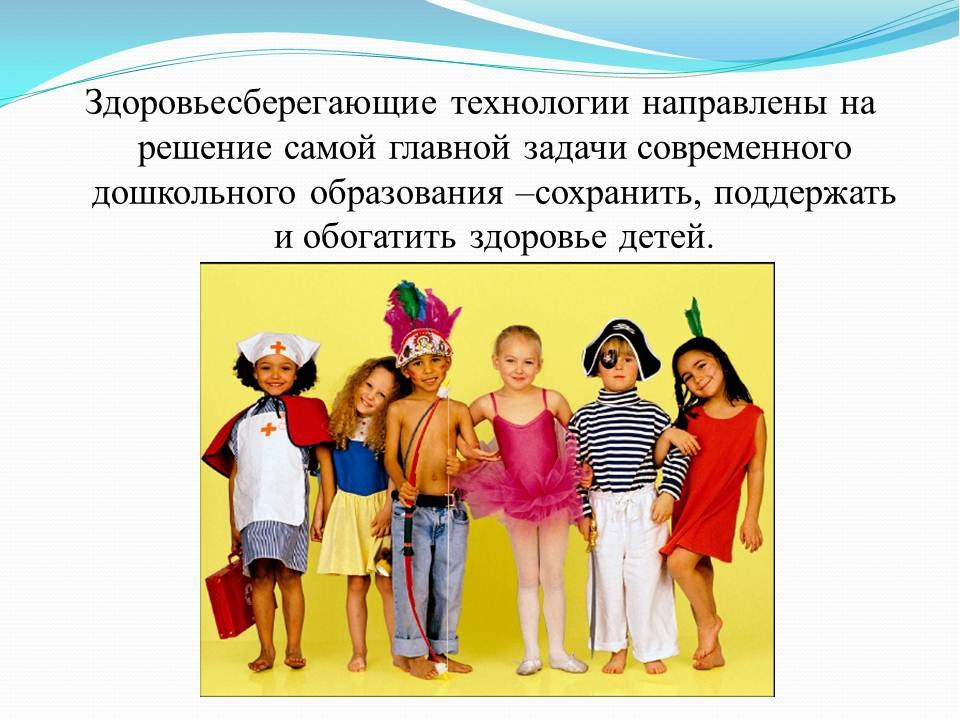 Здоровьесберегающие технологии направлены на
решение самой главной задачи современного
дошкольного образования –сохранить, поддержать
и обогатить здоровье детей.